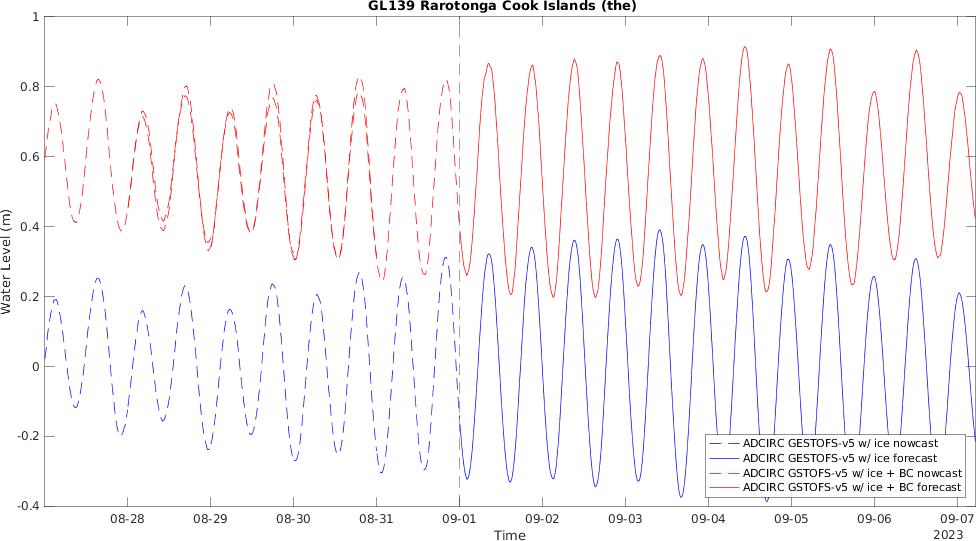 GL139 Rarotonga Cook Islands (the)
1
0.8
0.6
0.4
0.2
0
-0.2
-0.4
Water Level (m)
ADCIRC GESTOFS-v5 w/ ice nowcast
ADCIRC GESTOFS-v5 w/ ice forecast
ADCIRC GSTOFS-v5 w/ ice + BC nowcast
ADCIRC GSTOFS-v5 w/ ice + BC forecast
08-28 08-29 08-30 08-31 09-01 09-02 09-03 09-04 09-05 09-06 09-07
Time 2023